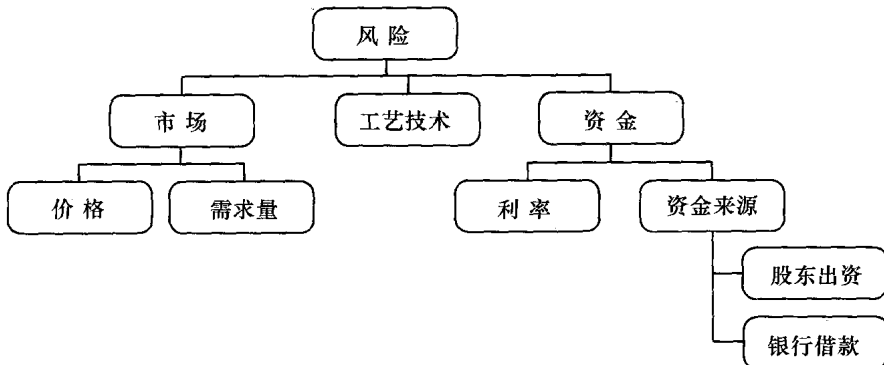 风险
市场
工艺技术
资金
价格
需求量
利率
资金来源
股东出资
银行借款